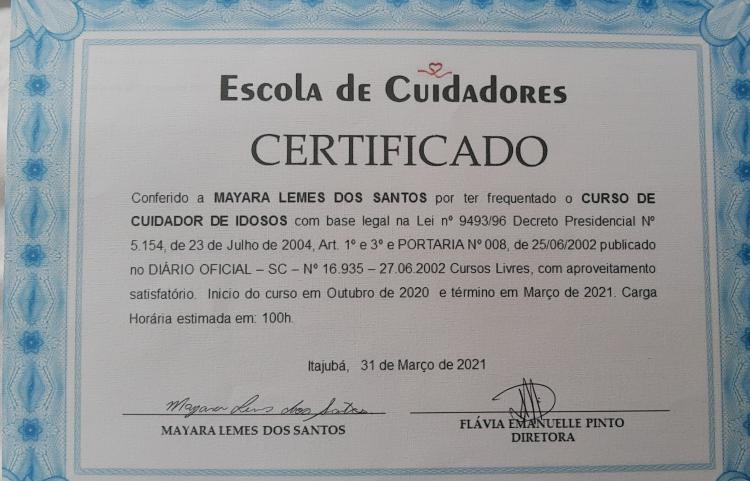 Escola de Cuidadores
CERTIFICADO
Conferido a MAYARA LEMES DOS SANTOS por ter frequentado o CURSO DE
CUIDADOR DE IDOSOS com base legal na Lei nº 9493/96 Decreto Presidencial Nº
5.154, de 23 de Julho de 2004, Art. 1º e 3º e PORTARIA Nº 008, de 25/06/2002 publicado
no DIÁRIO OFICIAL – SC – Nº 16.935 – 27.06.2002 Cursos Livres, com aproveitamento
satisfatório. Inicio do curso em Outubro de 2020 e término em Março de 2021. Carga
Horária estimada em: 100h.
Itajubá, 31 de Março de 2021
Mayara Lemes dos Santos
MAYARA LEMES DOS SANTOS
FLÁVIA EMANUELLE PINTO
DIRETORA